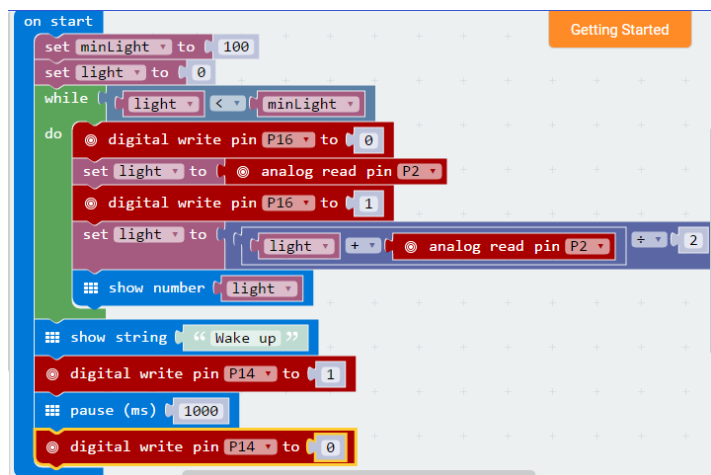 on start
Getting Started
set minLight to 100
set light to 0
while light < minLight
do
digital write pin P16 to 0
set light to analog read pin P2
digital write pin P16 to 1
set light to light + analog read pin P2 ÷ 2
show number light
show string “ Wake up ”
digital write pin P14 to 1
pause (ms) 1000
digital write pin P14 to 0